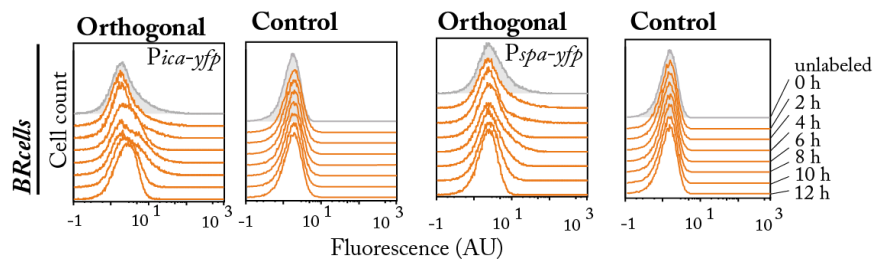 Orthogonal
Control
Orthogonal
Control
BRcells
Cell count
Pica-yfp
Pspa-yfp
unlabeled
0 h
2 h
4 h
6 h
8 h
10 h
12 h
-1 10 1 10 3
-1 10 1 10 3
-1 10 1 10 3
-1 10 1 10 3
Fluorescence (AU)